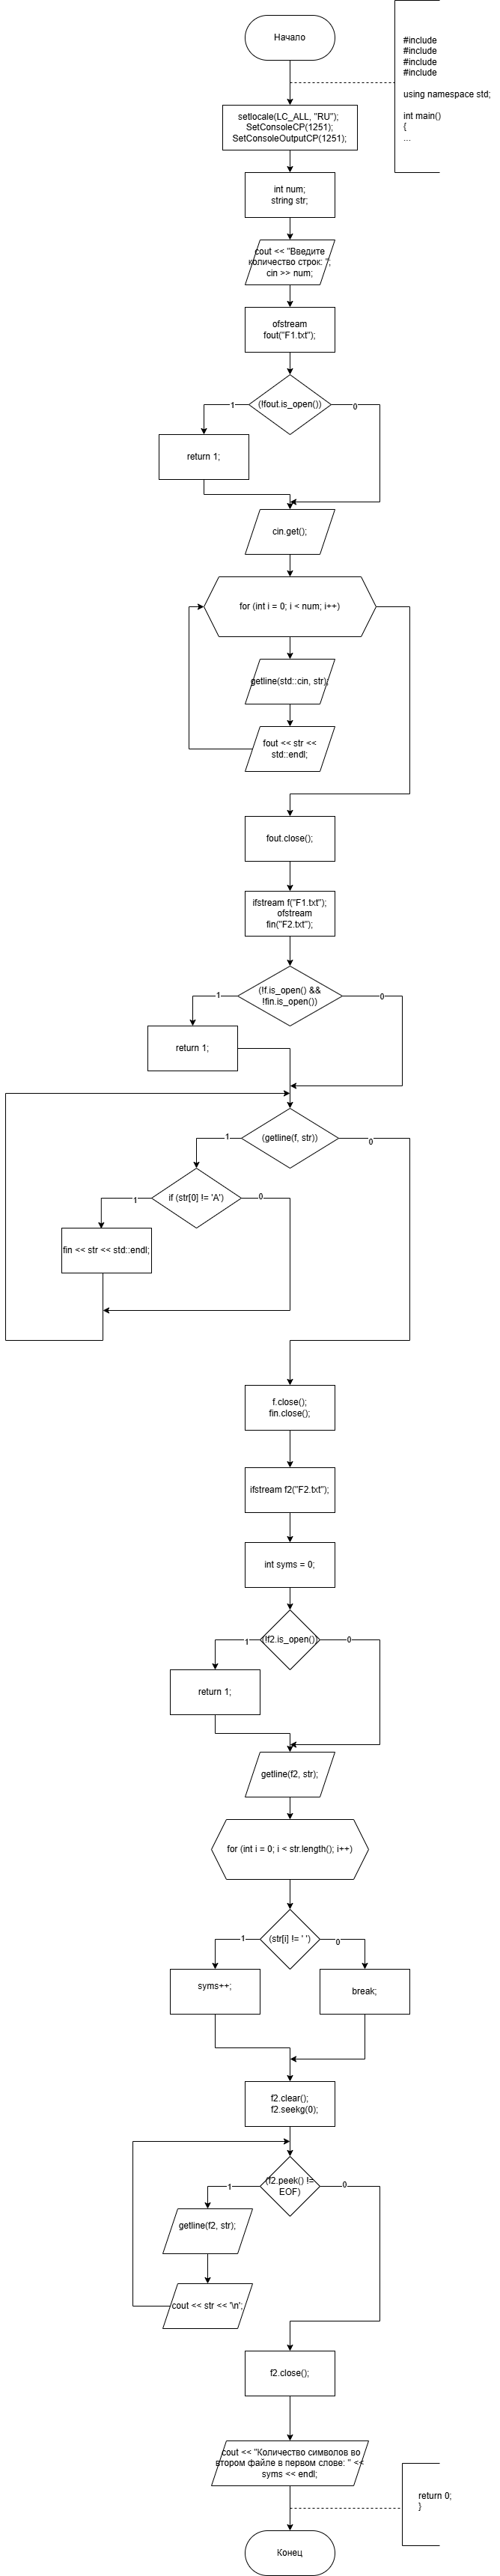 Начало
#include
#include
#include
#include
using namespace std;
int main()
{
...
setlocale(LC_ALL, "RU");
SetConsoleCP(1251);
SetConsoleOutputCP(1251);
int num;
string str;
cout << "Введите
количество строк: ";
cin >> num;
ofstream
fout("F1.txt");
(!fout.is_open())
1
0
return 1;
cin.get();
for (int i = 0; i < num; i++)
getline(std::cin, str);
fout << str <<
std::endl;
fout.close();
ifstream f("F1.txt");
ofstream
fin("F2.txt");
(!f.is_open() &&
!fin.is_open())
1
0
return 1;
(getline(f, str))
1
0
if (str[0] != 'A')
1
0
fin << str << std::endl;
f.close();
fin.close();
ifstream f2("F2.txt");
int syms = 0;
(!f2.is_open())
1
0
return 1;
getline(f2, str);
for (int i = 0; i < str.length(); i++)
(str[i] != ' ')
1
0
syms++;
break;
f2.clear();
f2.seekg(0);
(f2.peek() !=
EOF)
1
0
getline(f2, str);
cout << str << '\n';
f2.close();
cout << "Количество символов во
втором файле в первом слове: " <<
syms << endl;
return 0;
}
Конец